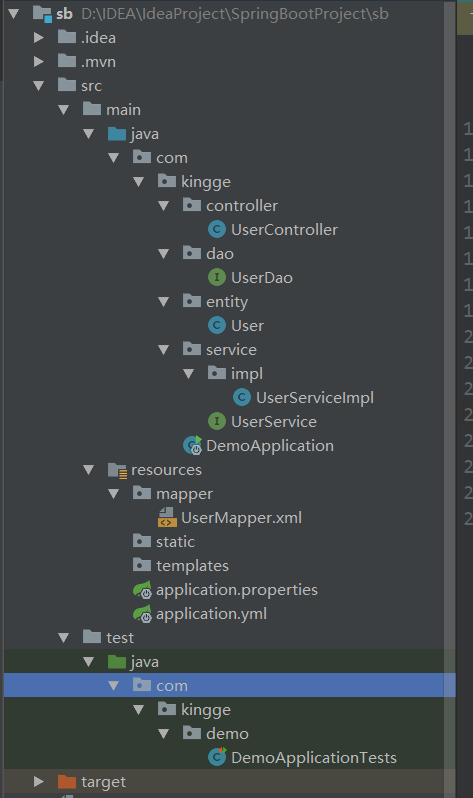 sb D:\IDEA\IdeaProject\SpringBootProject\sb
.idea
.mvn
src
main
java
com
kingge
controller
UserController
dao
UserDao
entity
User
service
impl
UserServiceImpl
UserService
DemoApplication
resources
mapper
UserMapper.xml
static
templates
application.properties
application.yml
test
java
com
kingge
demo
DemoApplicationTests
target